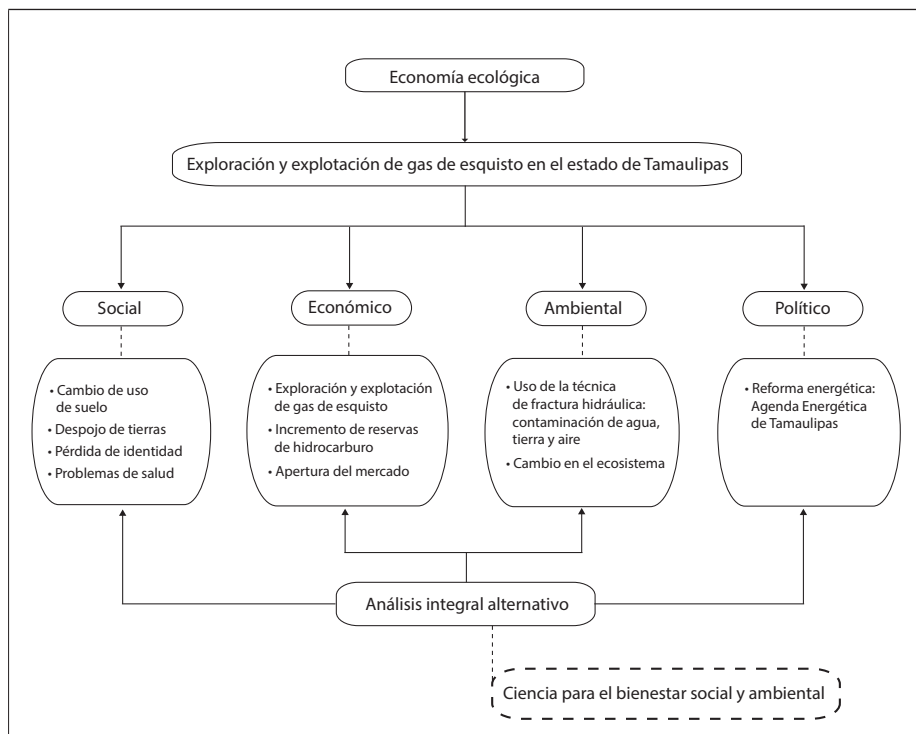 Economía ecológica
Exploración y explotación de gas de esquisto en el estado de Tamaulipas
Social
Económico
Ambiental
Político
• Cambio de uso
de suelo
• Despojo de tierras
• Pérdida de identidad
• Problemas de salud
• Exploración y explotación
de gas de esquisto
• Incremento de reservas
de hidrocarburo
• Apertura del mercado
• Uso de la técnica
de fractura hidráulica:
contaminación de agua,
tierra y aire
• Cambio en el ecosistema
• Reforma energética:
Agenda Energética
de Tamaulipas
Análisis integral alternativo
Ciencia para el bienestar social y ambiental